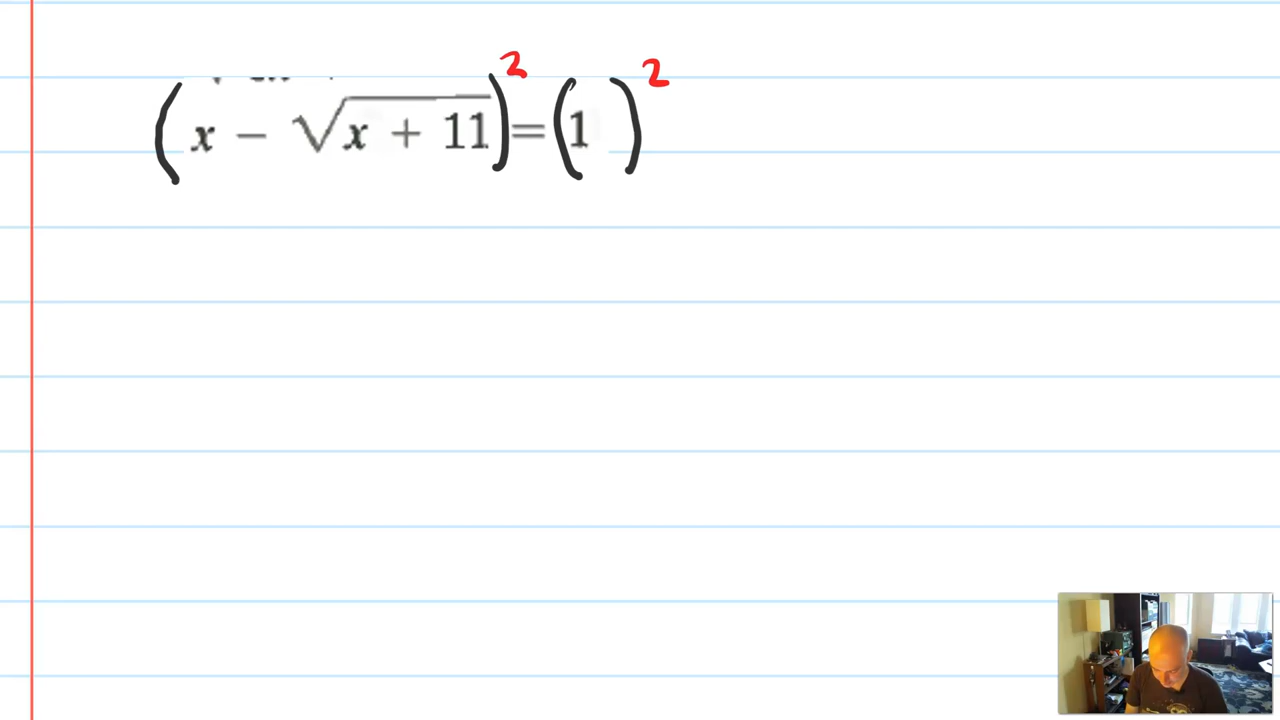 (x − √x + 11)² = (1)²